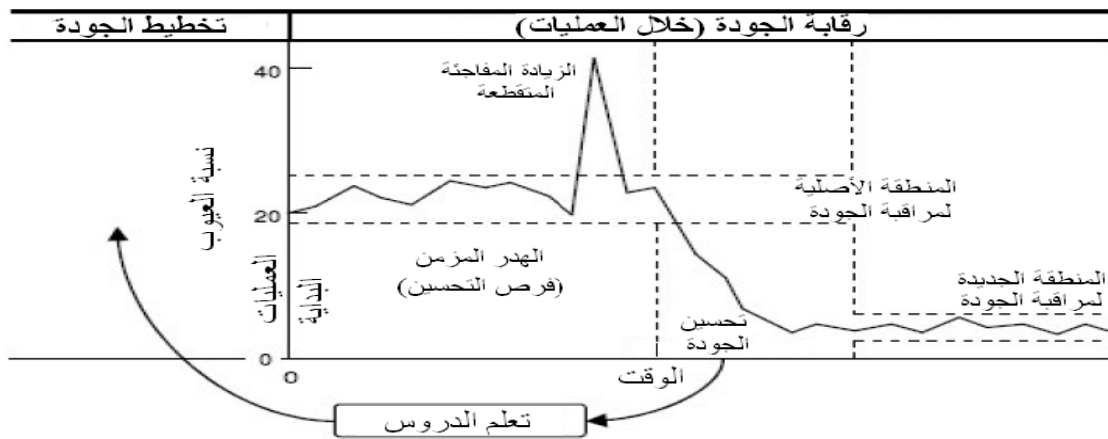 رقابة الجودة (خلال العمليات)
تخطيط الجودة
40
الزيادة المفاجئة
المتقطعة
نسبة العيوب
المنطقة الأصلية
لمراقبة الجودة
20
الهدر المزمن
(فرص التحسين)
العمليات
البداية
المنطقة الجديدة
لمراقبة الجودة
تحسين
الجودة
0
0
الوقت
تعلم الدروس